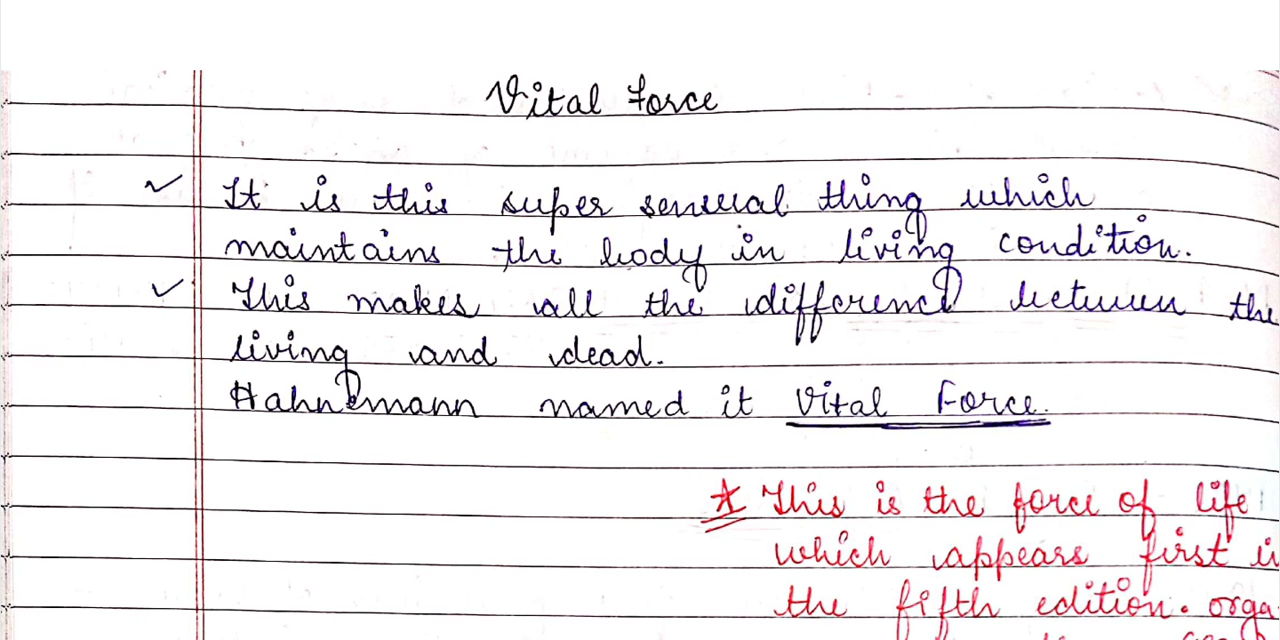 Vital Force
It is this super sensual thing which
maintains the body in living condition.
This makes all the difference between the
living and dead.
Hahnemann named it Vital Force.
* This is the force of life
which appears first i
the fifth edition. orga